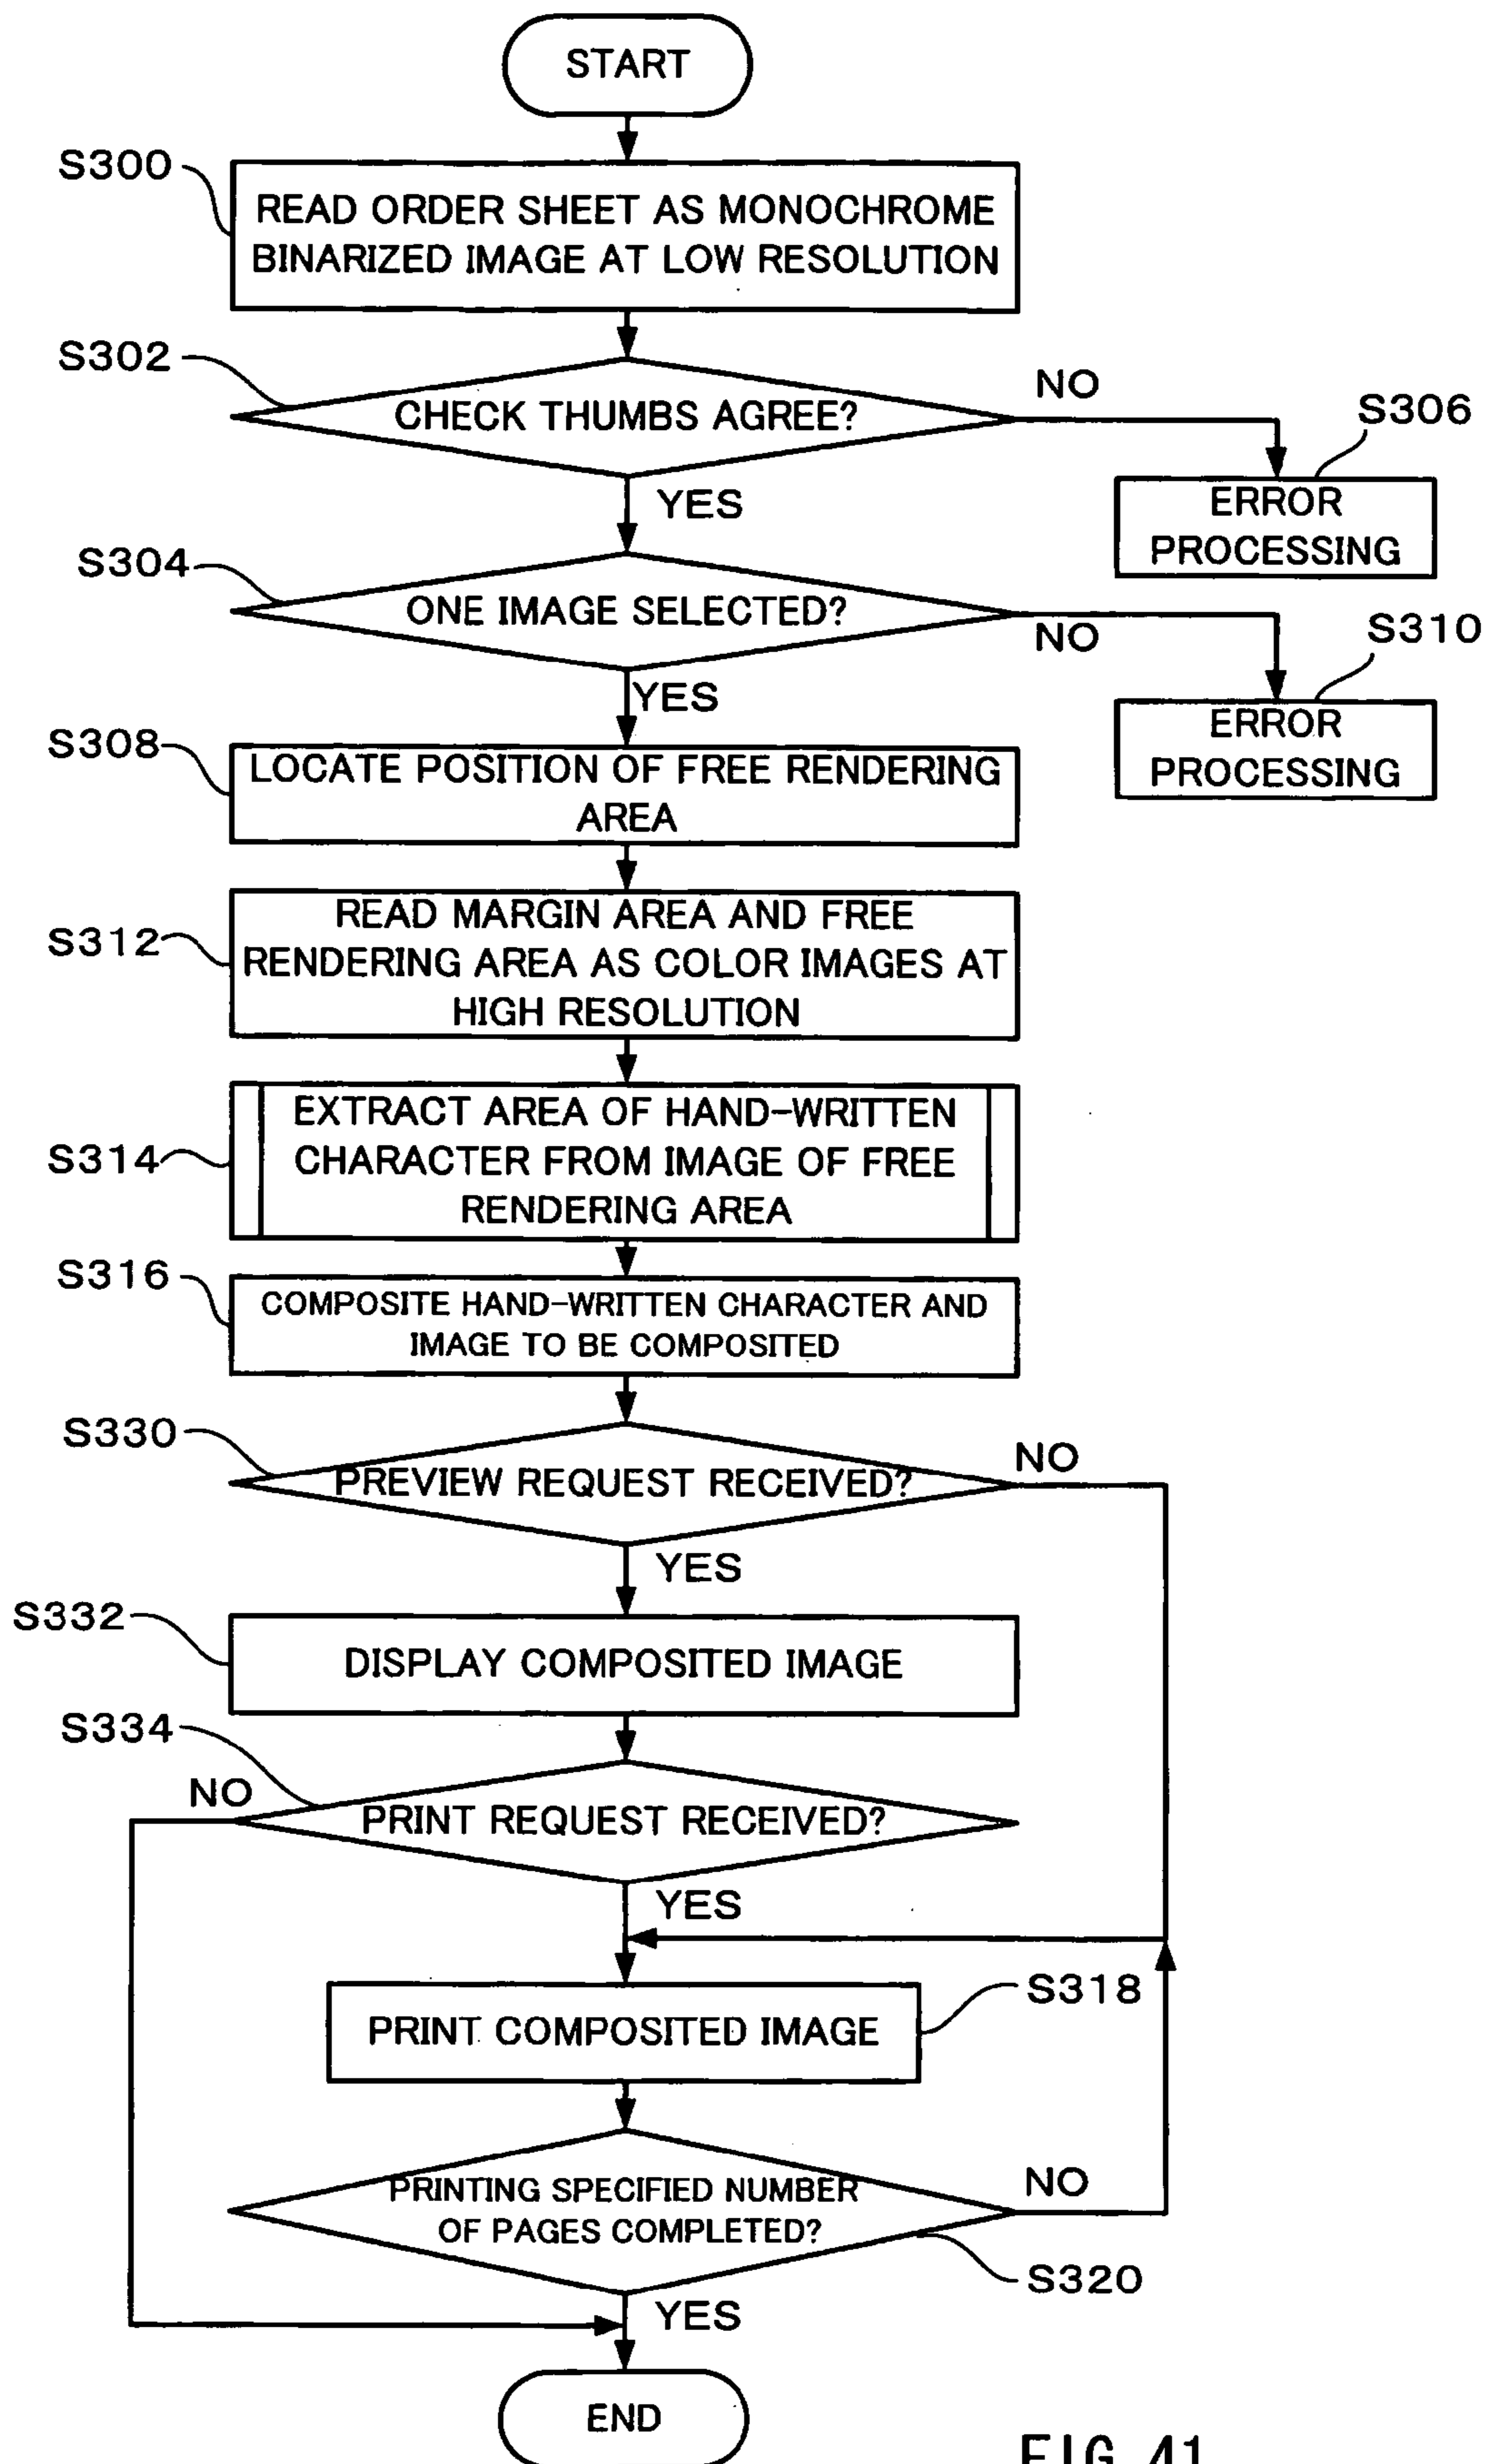 START
S300
READ ORDER SHEET AS MONOCHROME
BINARIZED IMAGE AT LOW RESOLUTION
S302
CHECK THUMBS AGREE?
NO
S306
ERROR
PROCESSING
YES
S304
ONE IMAGE SELECTED?
NO
S310
ERROR
PROCESSING
YES
S308
LOCATE POSITION OF FREE RENDERING
AREA
S312
READ MARGIN AREA AND FREE
RENDERING AREA AS COLOR IMAGES AT
HIGH RESOLUTION
S314
EXTRACT AREA OF HAND-WRITTEN
CHARACTER FROM IMAGE OF FREE
RENDERING AREA
S316
COMPOSITE HAND-WRITTEN CHARACTER AND
IMAGE TO BE COMPOSITED
S330
PREVIEW REQUEST RECEIVED?
NO
YES
S332
DISPLAY COMPOSITED IMAGE
S334
NO
PRINT REQUEST RECEIVED?
YES
S318
PRINT COMPOSITED IMAGE
PRINTING SPECIFIED NUMBER
OF PAGES COMPLETED?
NO
S320
YES
END
FIG. 41